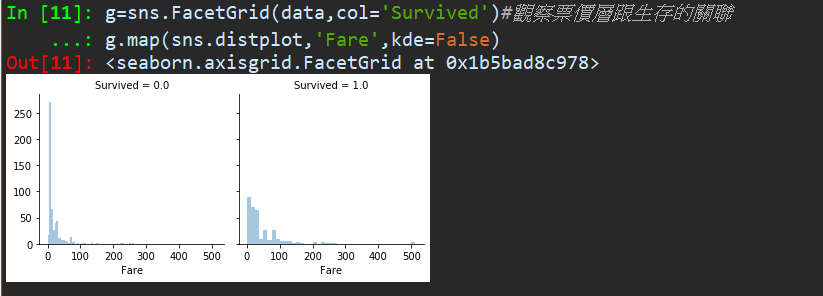 In [11]: g=sns.FacetGrid(data,col='Survived')#觀察票價層跟生存的關聯
...: g.map(sns.distplot,'Fare',kde=False)
Out[11]: <seaborn.axisgrid.FacetGrid at 0x1b5bad8c978>
Survived = 0.0 Survived = 1.0
250
200
150
100
50
0
0 100 200 300 400 500 0 100 200 300 400 500
Fare Fare